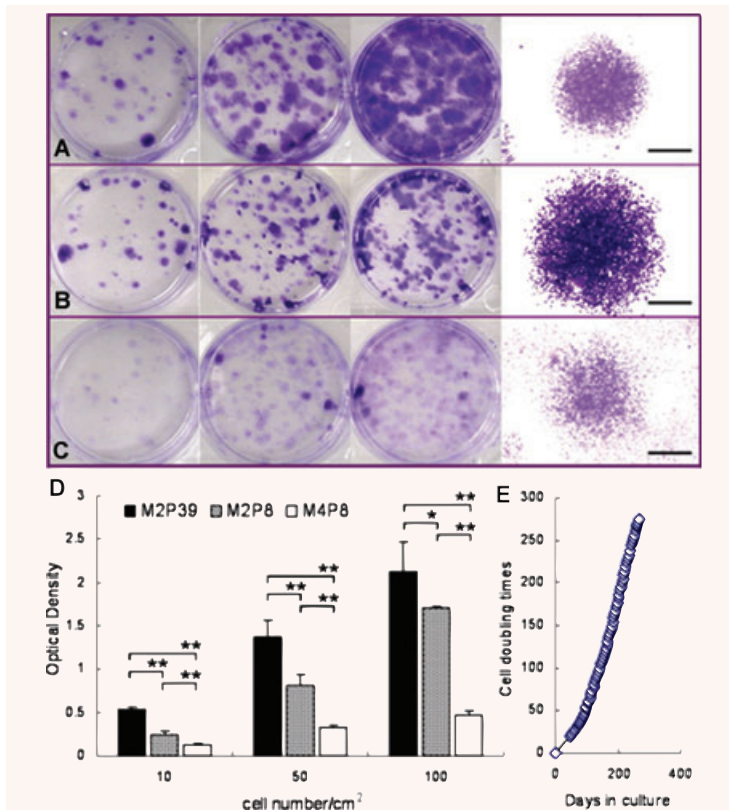 A
B
C
D
3
2.5
2
1.5
1
0.5
0
Optical Density
M2P39 M2P8 M4P8
★★
★★
★★
★★
★★
★★
★★
★
★★
10 50 100
cell number/cm²
E
300
250
200
150
100
50
0
Cell doubling times
0 200 400
Days in culture